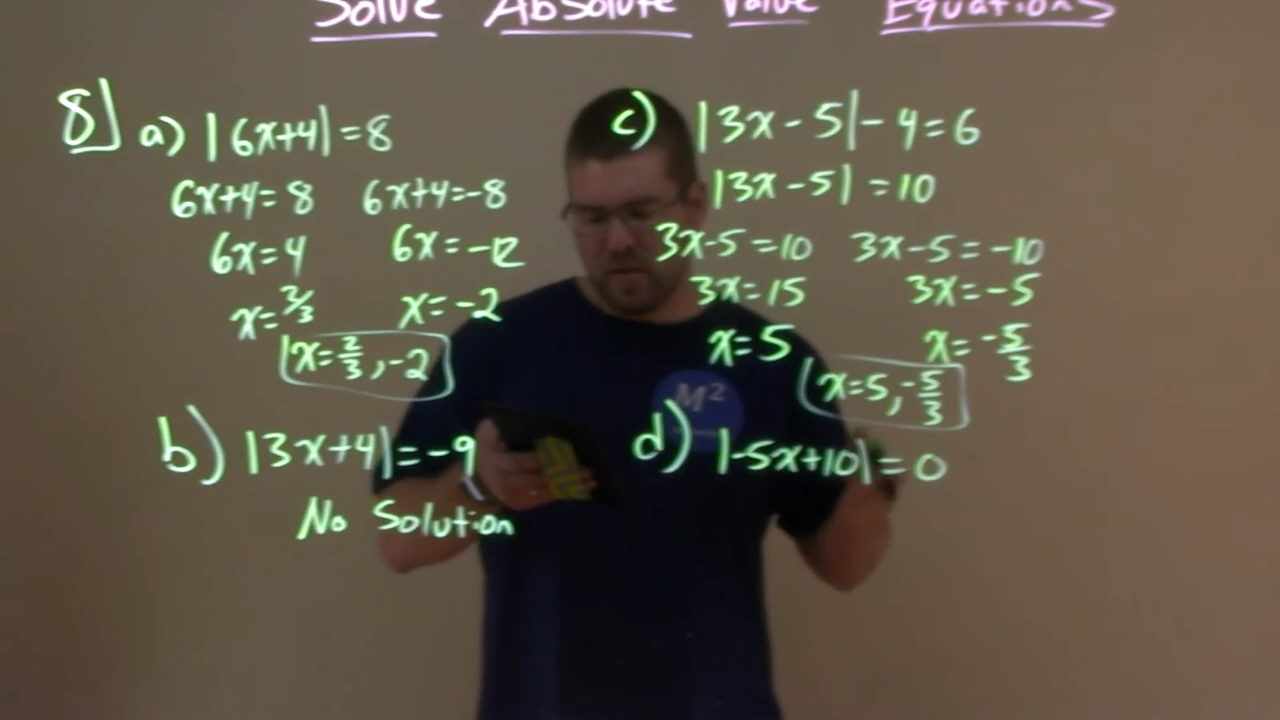 Solve Absolute Value Equations
8] a) |6x+4|=8
6x+4=8 6x+4=-8
6x=4 6x=-12
x=2/3 x=-2
x=2/3, -2
b) |3x+4|=-9
No Solution
c) |3x-5|-4=6
|3x-5|=10
3x-5=10 3x-5=-10
3x=15 3x=-5
x=5 x=-5/3
x=5, -5/3
d) |-5x+10|=0
M²